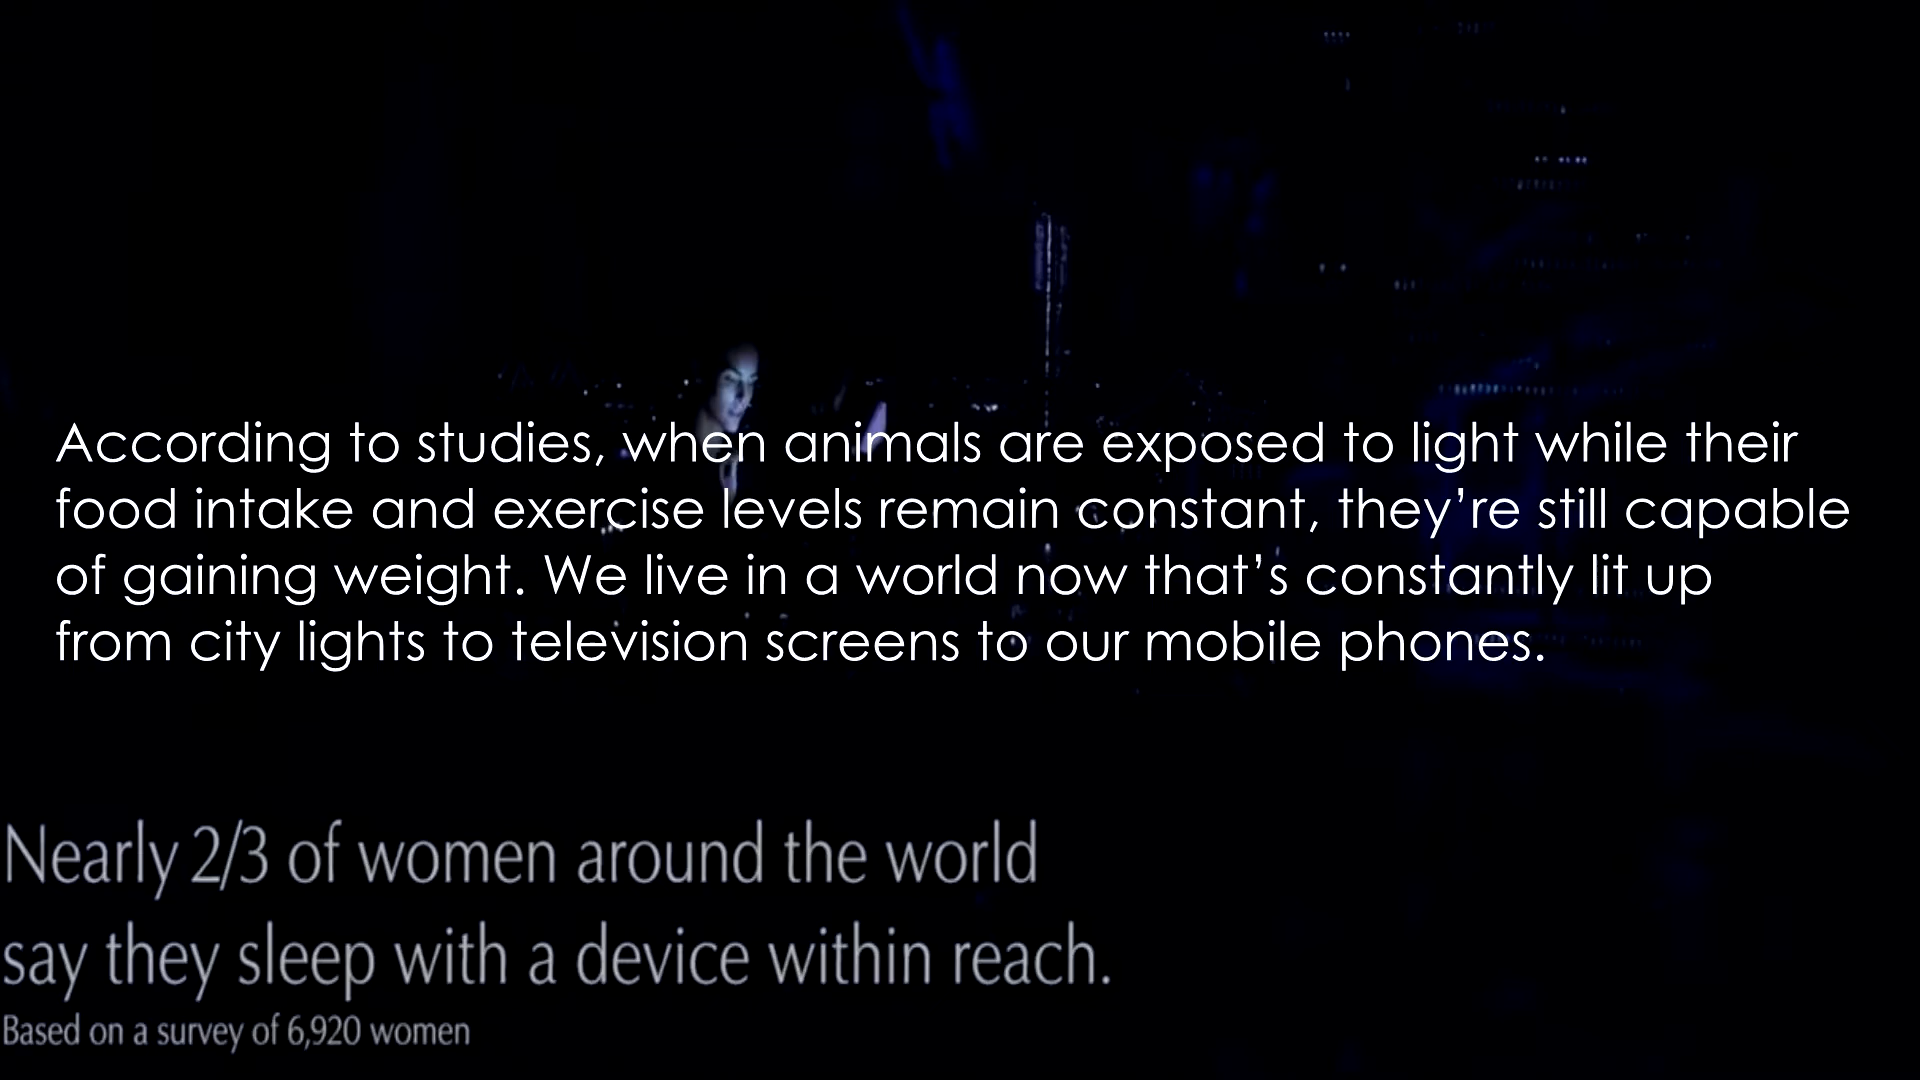 According to studies, when animals are exposed to light while their
food intake and exercise levels remain constant, they’re still capable
of gaining weight. We live in a world now that’s constantly lit up
from city lights to television screens to our mobile phones.
Nearly 2/3 of women around the world
say they sleep with a device within reach.
Based on a survey of 6,920 women